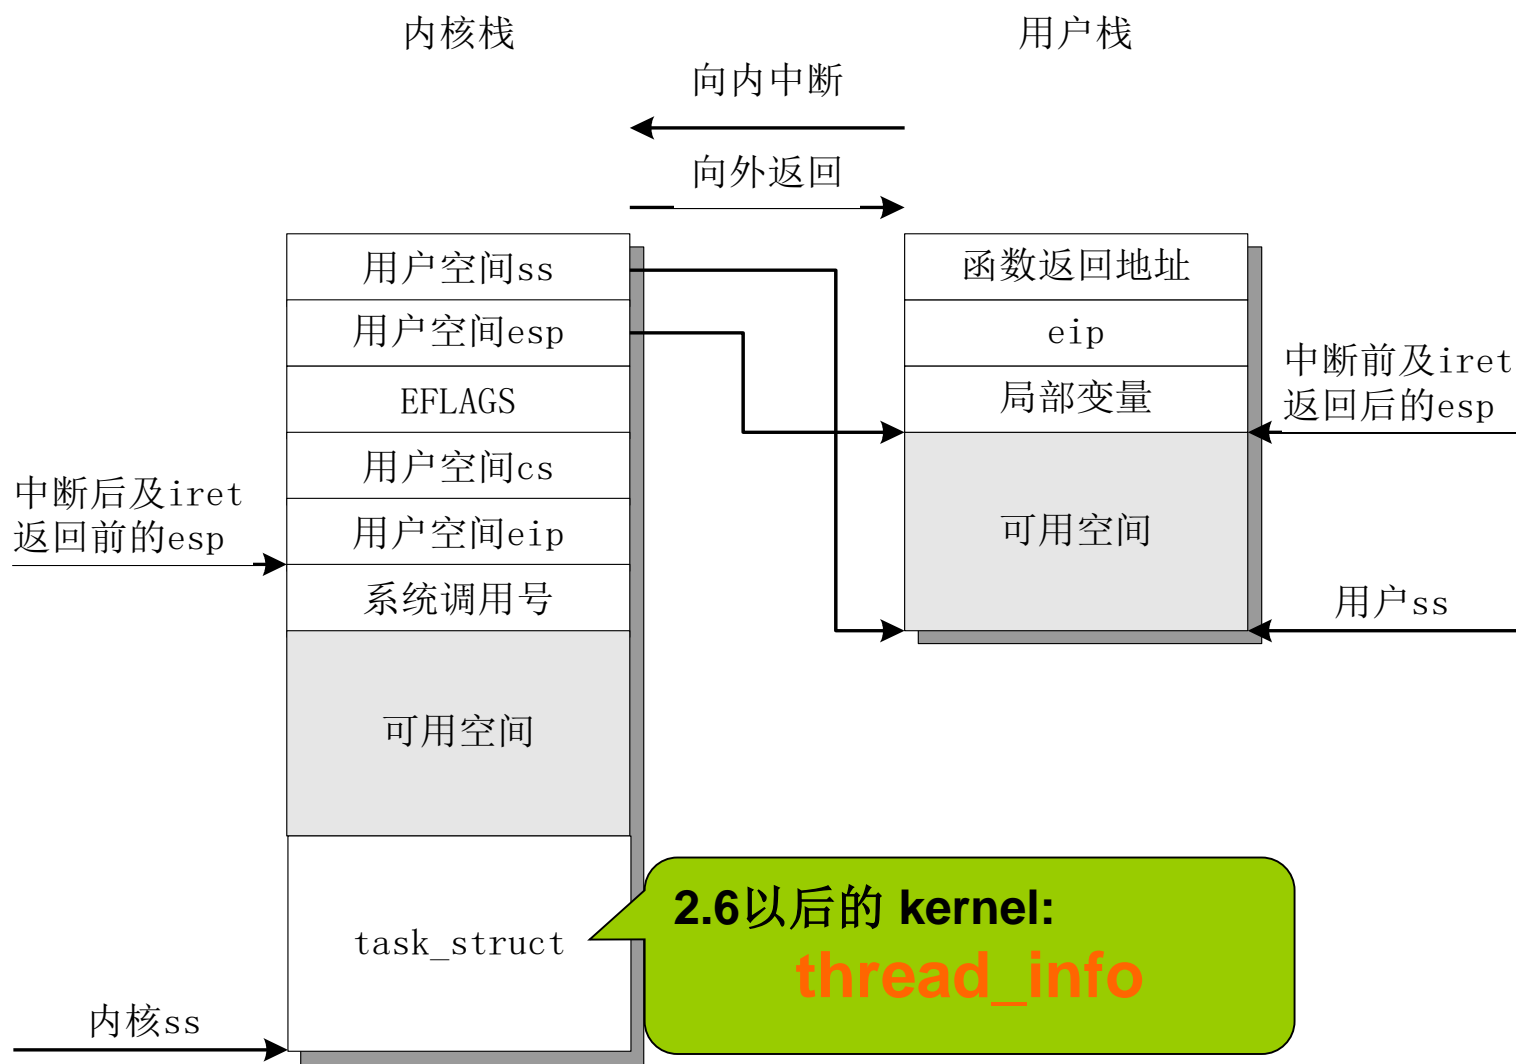 内核栈
用户栈
向内中断
向外返回
用户空间ss
用户空间esp
EFLAGS
用户空间cs
用户空间eip
系统调用号
可用空间
task_struct
中断后及iret
返回前的esp
内核ss
函数返回地址
eip
局部变量
可用空间
中断前及iret
返回后的esp
用户ss
2.6以后的 kernel:
thread_info